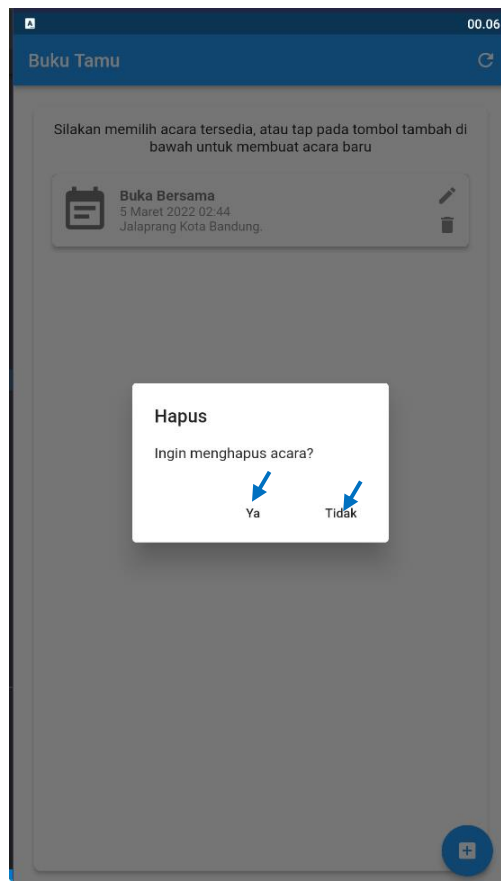 00.06
Buku Tamu
Silakan memilih acara tersedia, atau tap pada tombol tambah di
bawah untuk membuat acara baru
Buka Bersama
5 Maret 2022 02:44
Jalaprang Kota Bandung.
Hapus
Ingin menghapus acara?
Ya Tidak